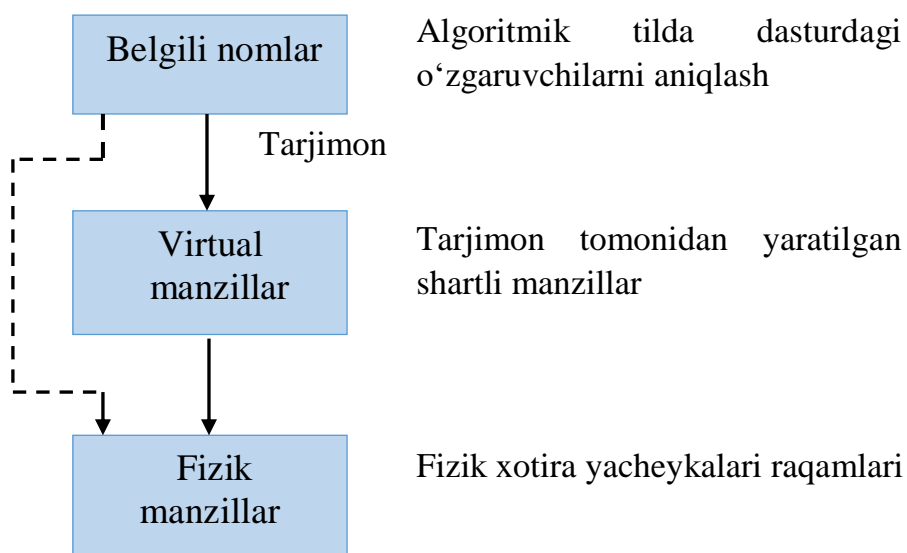 Belgili nomlar
Algoritmik tilda dasturdagi
o‘zgaruvchilarni aniqlash
Tarjimon
Virtual
manzillar
Tarjimon tomonidan yaratilgan
shartli manzillar
Fizik
manzillar
Fizik xotira yacheykalari raqamlari